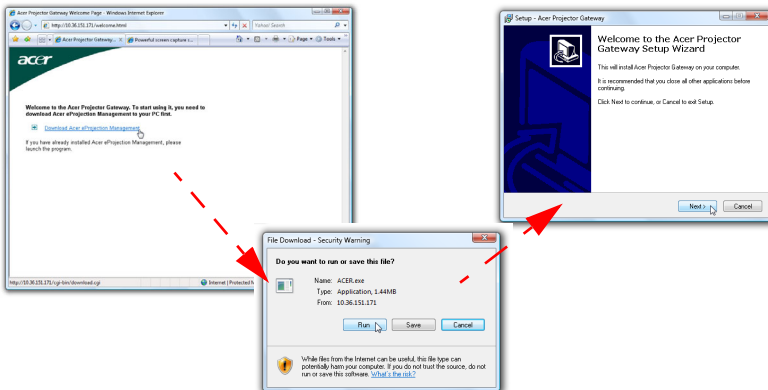 Acer Projector Gateway Welcome Page - Windows Internet Explorer
http://10.36.151.171/welcome.html
Yahoo! Search
Acer Projector Gateway... Powerful screen capture c...
Page Tools
acer
Welcome to the Acer Projector Gateway. To start using it, you need to
download Acer eProjection Management to your PC first.
Download Acer eProjection Management
If you have already installed Acer eProjection Management, please
launch the program.
http://10.36.151.171/cgi-bin/download.cgi
Internet | Protected
File Download - Security Warning
Do you want to run or save this file?
Name: ACER.exe
Type: Application, 1.44MB
From: 10.36.151.171
Run Save Cancel
While files from the Internet can be useful, this file type can
potentially harm your computer. If you do not trust the source, do not
run or save this software. What's the risk?
Setup - Acer Projector Gateway
Welcome to the Acer Projector
Gateway Setup Wizard
This will install Acer Projector Gateway on your computer.
It is recommended that you close all other applications before
continuing.
Click Next to continue, or Cancel to exit Setup.
Next > Cancel